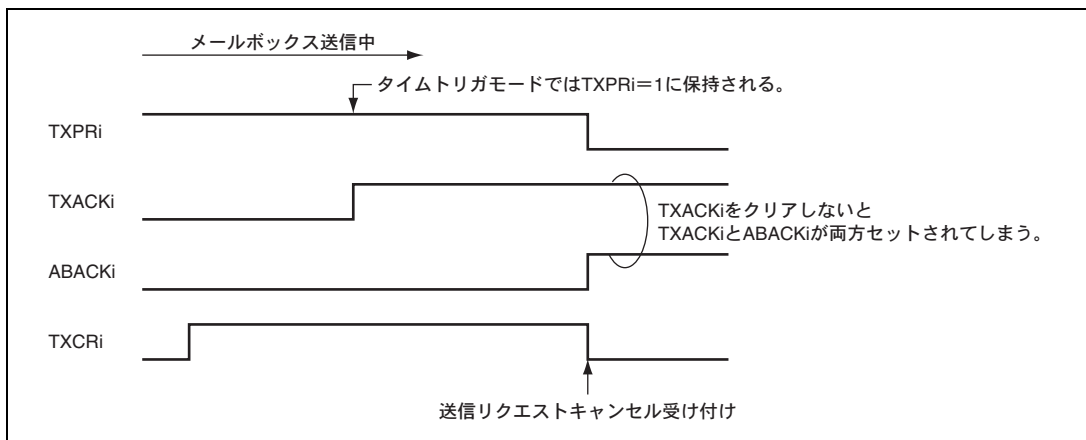 メールボックス送信中
タイムトリガモードではTXPRi＝1に保持される。
TXPRi
TXACKi
TXACKiをクリアしないと
TXACKiとABACKiが両方セットされてしまう。
ABACKi
TXCRi
送信リクエストキャンセル受け付け